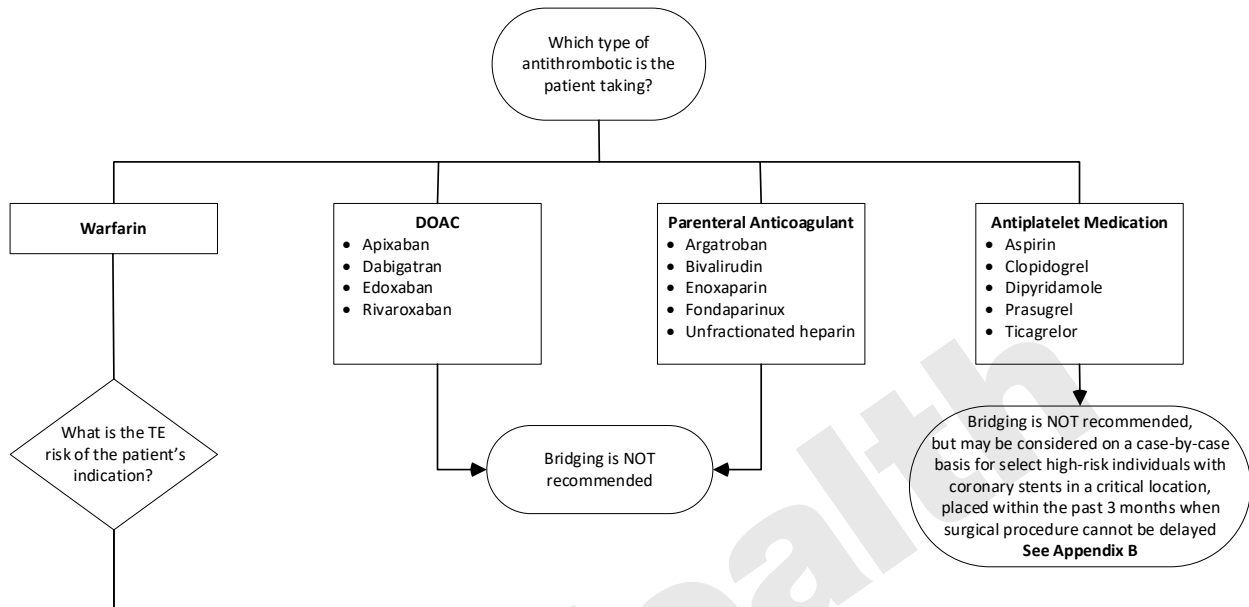 Which type of
antithrombotic is the
patient taking?
Warfarin
DOAC
• Apixaban
• Dabigatran
• Edoxaban
• Rivaroxaban
Parenteral Anticoagulant
• Argatroban
• Bivalirudin
• Enoxaparin
• Fondaparinux
• Unfractionated heparin
Antiplatelet Medication
• Aspirin
• Clopidogrel
• Dipyridamole
• Prasugrel
• Ticagrelor
What is the TE
risk of the patient's
indication?
Bridging is NOT
recommended
Bridging is NOT recommended,
but may be considered on a case-by-case
basis for select high-risk individuals with
coronary stents in a critical location,
placed within the past 3 months when
surgical procedure cannot be delayed
See Appendix B
ealth